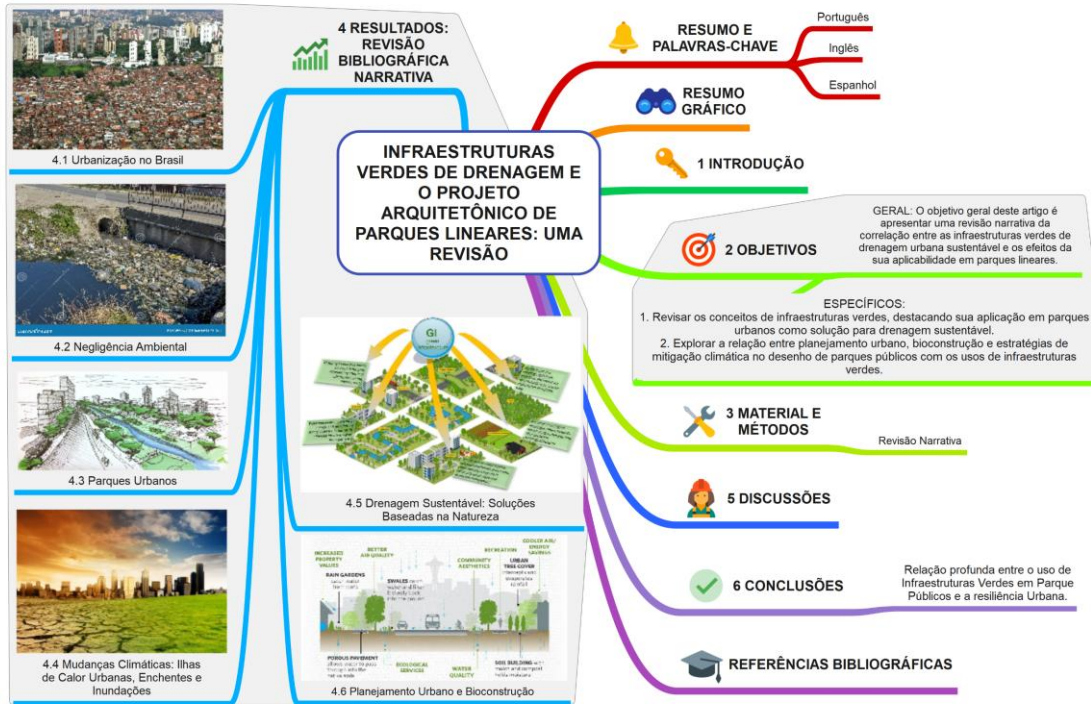 4 RESULTADOS:
REVISÃO
BIBLIOGRÁFICA
NARRATIVA
4.1 Urbanização no Brasil
4.2 Negligência Ambiental
4.3 Parques Urbanos
4.4 Mudanças Climáticas: Ilhas
de Calor Urbanas, Enchentes e
Inundações
GI
4.5 Drenagem Sustentável: Soluções
Baseadas na Natureza
INCREASED
PROPERTY
VALUES
BETTER
AIR QUALITY
RECREATION
COOLER AIR/
ENERGY
SAVINGS
COMMUNITY
AESTHETICS
URBAN
TREE COVER
RAIN GARDENS
SWALES
POROUS PAVEMENT
ECOLOGICAL
SERVICES
WATER
QUALITY
SOIL BUILDING
4.6 Planejamento Urbano e Bioconstrução
INFRAESTRUTURAS
VERDES DE DRENAGEM E
O PROJETO
ARQUITETÔNICO DE
PARQUES LINEARES: UMA
REVISÃO
RESUMO E
PALAVRAS-CHAVE
Português
Inglês
Espanhol
RESUMO
GRÁFICO
1 INTRODUÇÃO
2 OBJETIVOS
GERAL: O objetivo geral deste artigo é
apresentar uma revisão narrativa da
correlação entre as infraestruturas verdes de
drenagem urbana sustentável e os efeitos da
sua aplicabilidade em parques lineares.
ESPECÍFICOS:
1. Revisar os conceitos de infraestruturas verdes, destacando sua aplicação em parques
urbanos como solução para drenagem sustentável.
2. Explorar a relação entre planejamento urbano, bioconstrução e estratégias de
mitigação climática no desenho de parques públicos com os usos de infraestruturas
verdes.
3 MATERIAL E
MÉTODOS
Revisão Narrativa
5 DISCUSSÕES
6 CONCLUSÕES
Relação profunda entre o uso de
Infraestruturas Verdes em Parque
Públicos e a resiliência Urbana.
REFERÊNCIAS BIBLIOGRÁFICAS